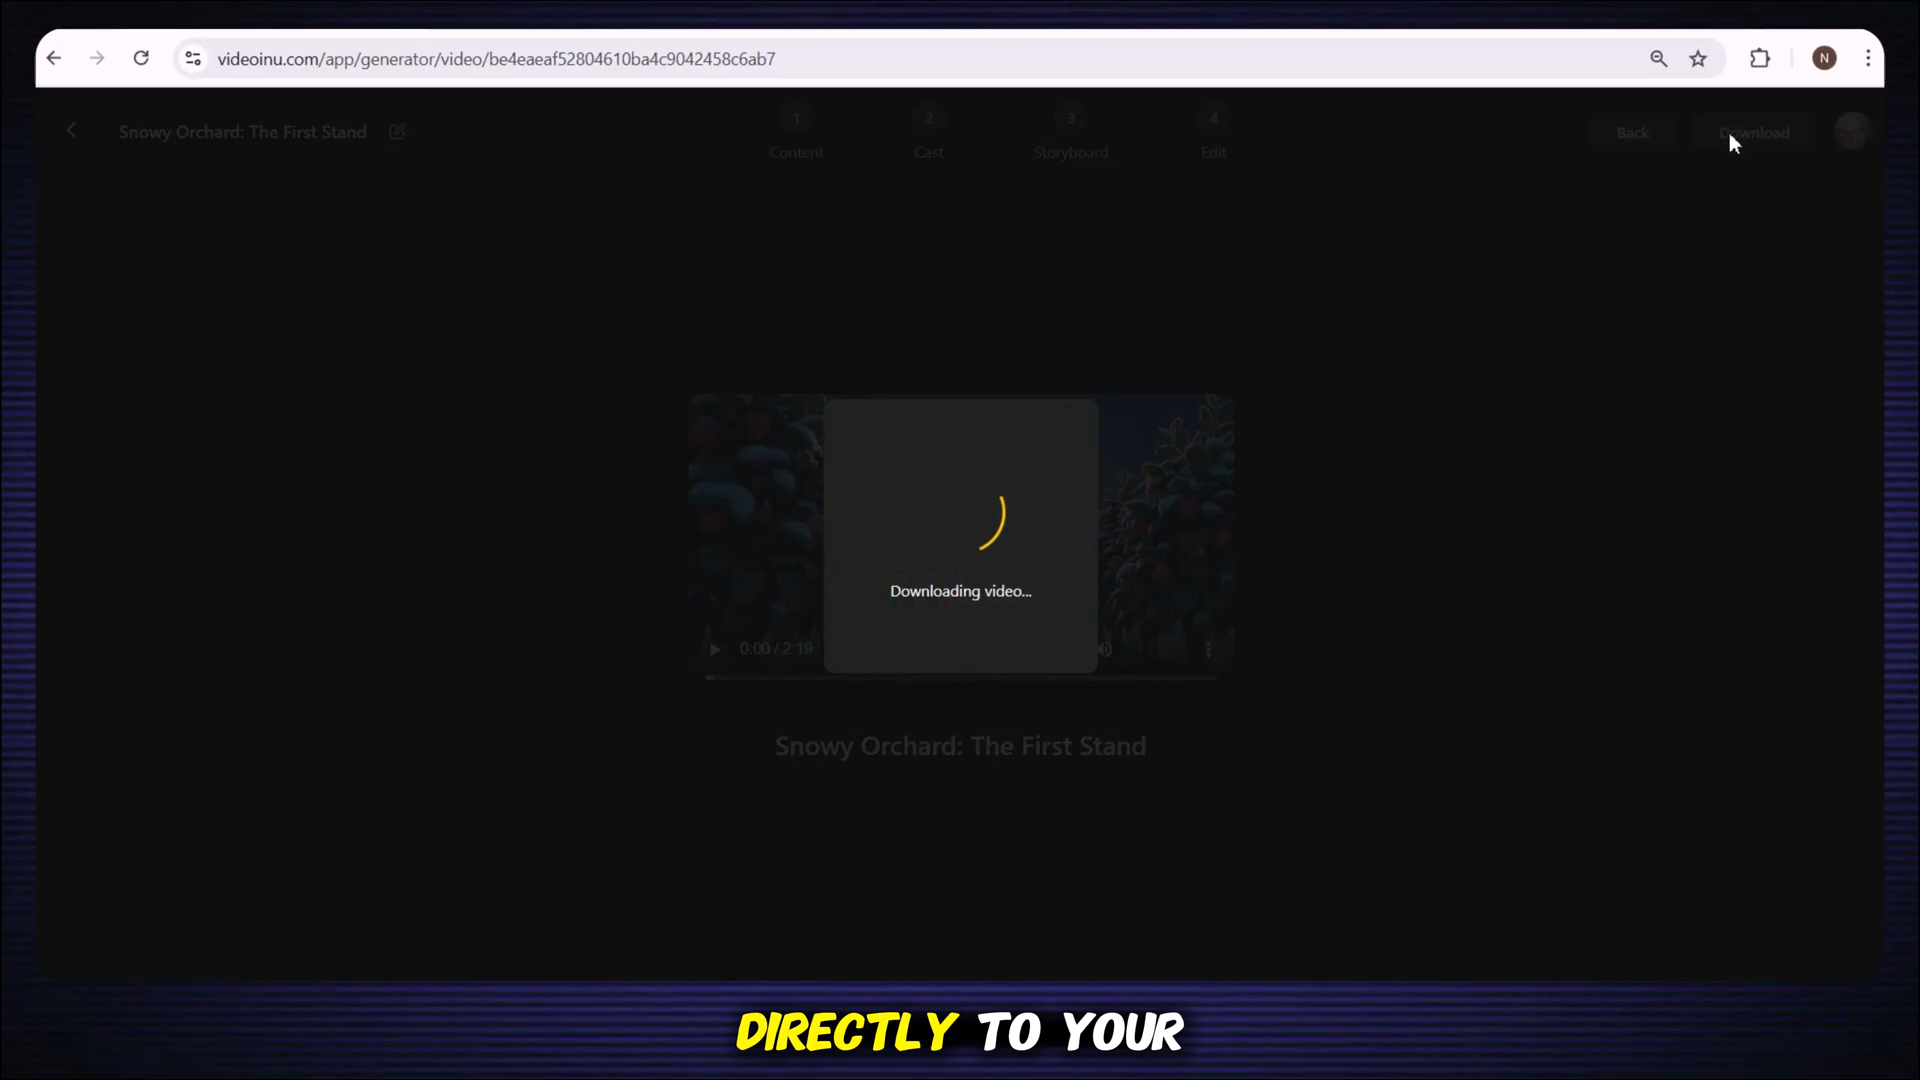 videoinu.com/app/generator/video/be4eaeaf52804610ba4c9042458c6ab7
N
Snowy Orchard: The First Stand
1
Content
2
Cast
3
Storyboard
4
Edit
Back
Download
Downloading video...
0:00 / 2:19
Snowy Orchard: The First Stand
DIRECTLY TO YOUR